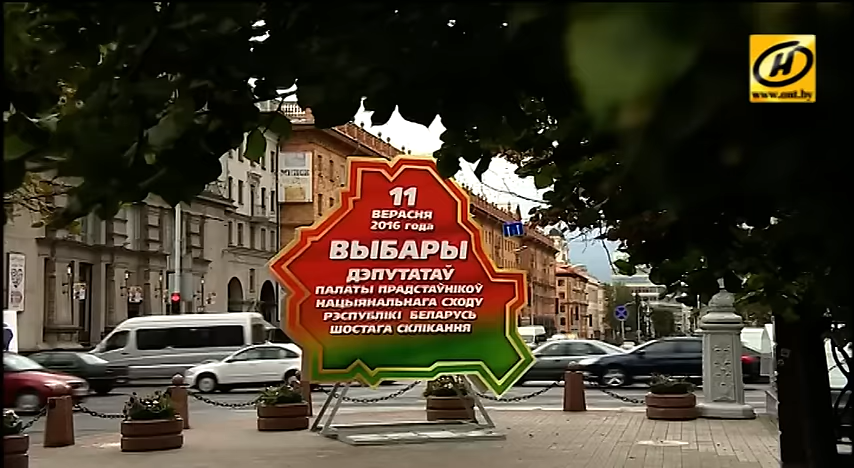 www.ont.by
11
ВЕРАСНЯ
2016 года
ВЫБАРЫ
ДЭПУТАТАЎ
ПАЛАТЫ ПРАДСТАЎНІКОЎ
НАЦЫЯНАЛЬНАГА СХОДУ
РЭСПУБЛІКІ БЕЛАРУСЬ
ШОСТАГА СКЛІКАННЯ